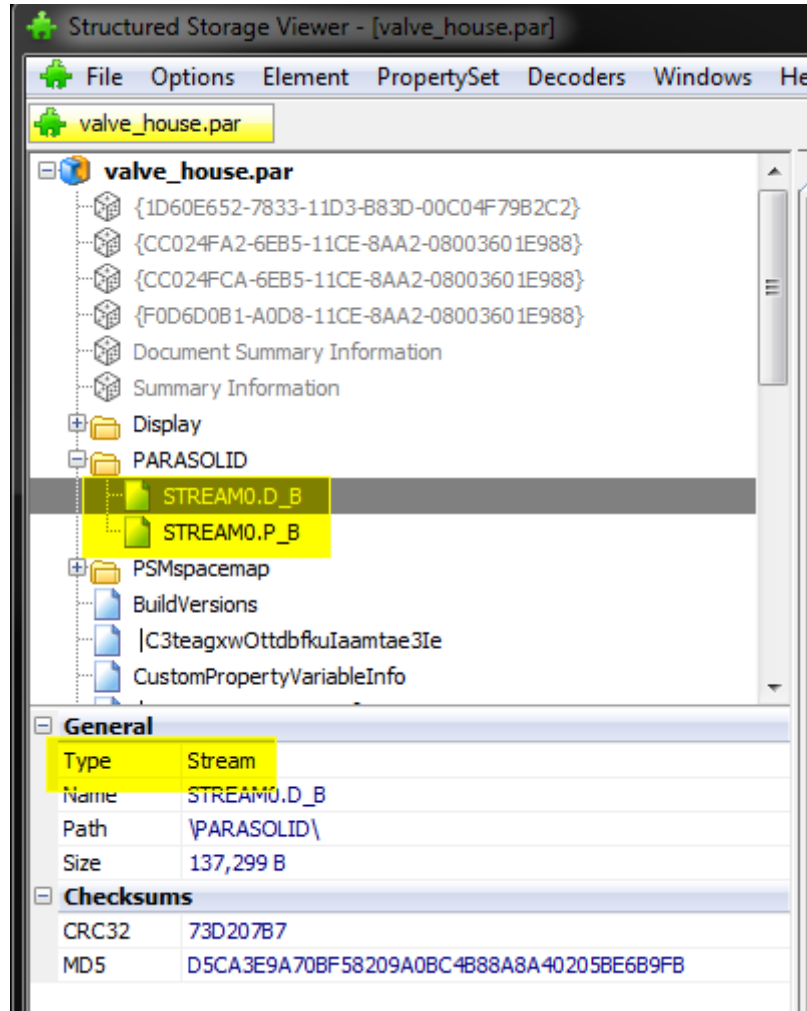 Structured Storage Viewer - [valve_house.par]
File Options Element PropertySet Decoders Windows He
valve_house.par
valve_house.par
{1D60E652-7833-11D3-B83D-00C04F79B2C2}
{CC024FA2-6EB5-11CE-8AA2-08003601E988}
{CC024FCA-6EB5-11CE-8AA2-08003601E988}
{F0D6D0B1-A0D8-11CE-8AA2-08003601E988}
Document Summary Information
Summary Information
Display
PARASOLID
STREAM0.D_B
STREAM0.P_B
PSMspacemap
BuildVersions
|C3teagxwOttdbfkuIaamtae3Ie
CustomPropertyVariableInfo
General
Type Stream
Name STREAM0.D_B
Path \PARASOLID\
Size 137,299 B
Checksums
CRC32 73D207B7
MD5 D5CA3E9A70BF58209A0BC4B88A8A40205BE6B9FB